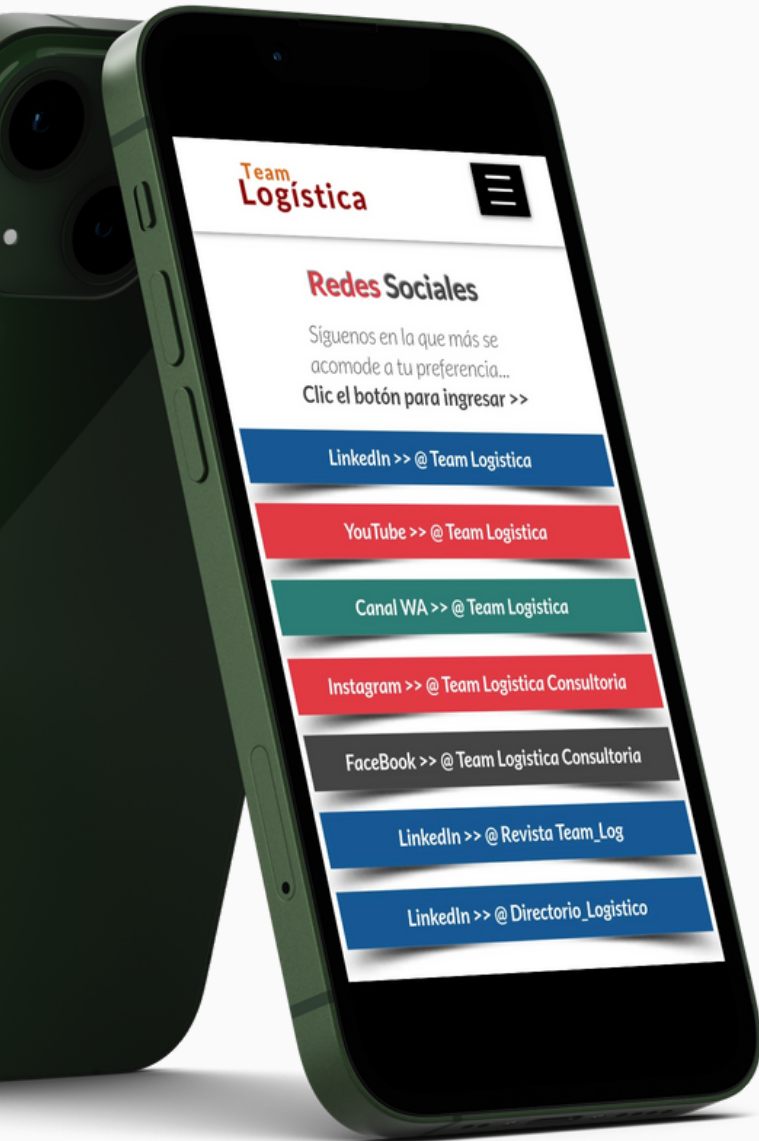 Team
Logística
Redes Sociales
Síguenos en la que más se
acomode a tu preferencia...
Clic el botón para ingresar >>
LinkedIn >> @ Team Logistica
YouTube >> @ Team Logistica
Canal WA >> @ Team Logistica
Instagram >> @ Team Logistica Consultoria
FaceBook >> @ Team Logistica Consultoria
LinkedIn >> @ Revista Team_Log
LinkedIn >> @ Directorio_Logistico